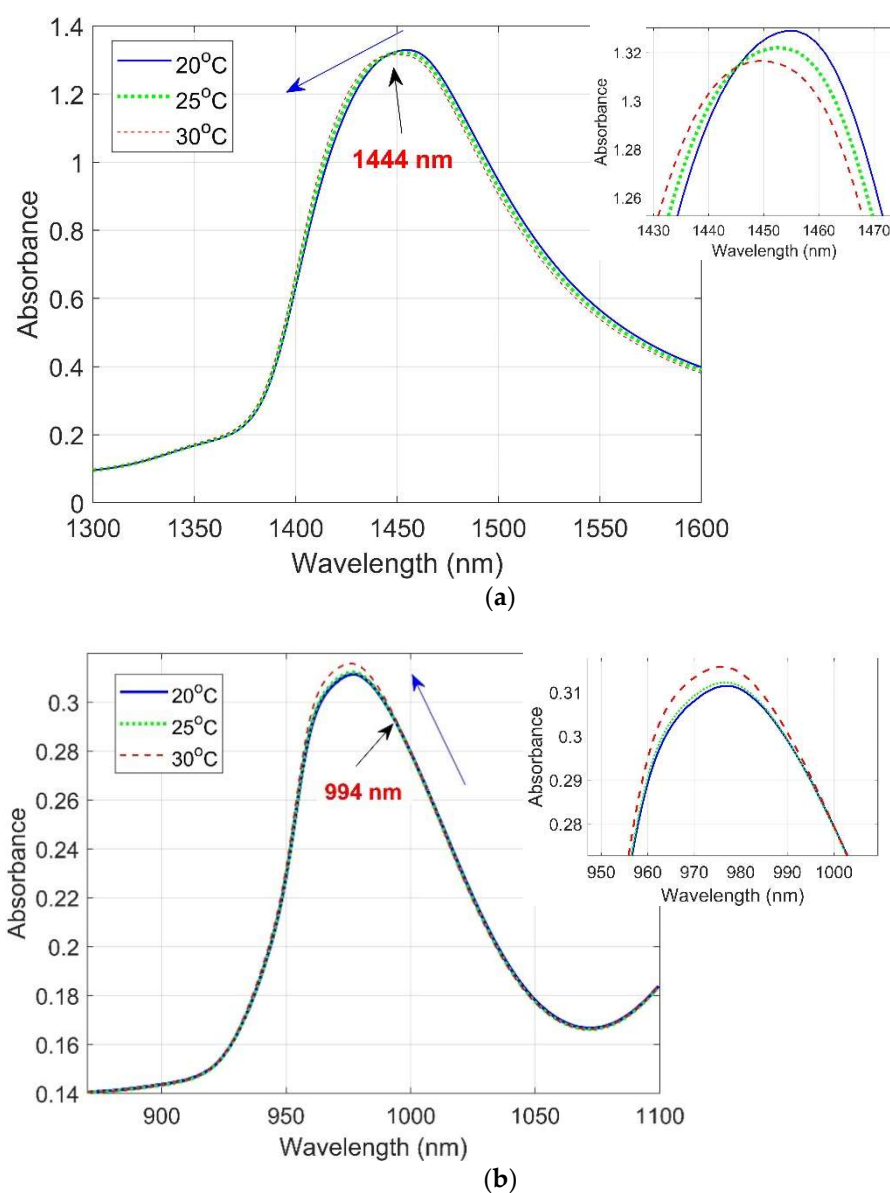 1.4
1.2
1
0.8
0.6
0.4
0.2
0
Absorbance
20°C
25°C
30°C
1444 nm
1300 1350 1400 1450 1500 1550 1600
Wavelength (nm)
1.32
1.3
1.28
1.26
Absorbance
1430 1440 1450 1460 1470
Wavelength (nm)
(a)
0.3
0.28
0.26
0.24
0.22
0.2
0.18
0.16
0.14
Absorbance
20°C
25°C
30°C
994 nm
900 950 1000 1050 1100
Wavelength (nm)
0.31
0.3
0.29
0.28
Absorbance
950 960 970 980 990 1000
Wavelength (nm)
(b)